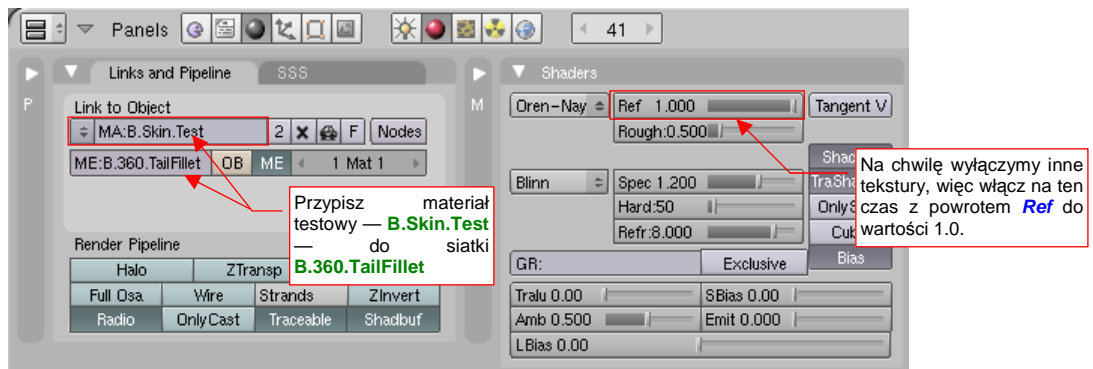 Panels
41
Links and Pipeline
SSS
Shaders
P
M
Link to Object
MA:B.Skin.Test
2
F
Nodes
ME:B.360.TailFillet
OB
ME
1 Mat 1
Przypisz materiał
testowy — B.Skin.Test
— do siatki
B.360.TailFillet
Render Pipeline
Halo
ZTransp
Full Osa
Wire
Strands
ZInvert
Radio
OnlyCast
Traceable
Shadbuf
Oren-Nay
Ref 1.000
Tangent V
Rough:0.500
Blinn
Spec 1.200
Hard:50
Refr:8.000
Na chwilę wyłączymy inne
tekstury, więc włącz na ten
czas z powrotem Ref do
wartości 1.0.
GR:
Exclusive
Bias
Tralu 0.00
SBias 0.00
Amb 0.500
Emit 0.000
LBias 0.00